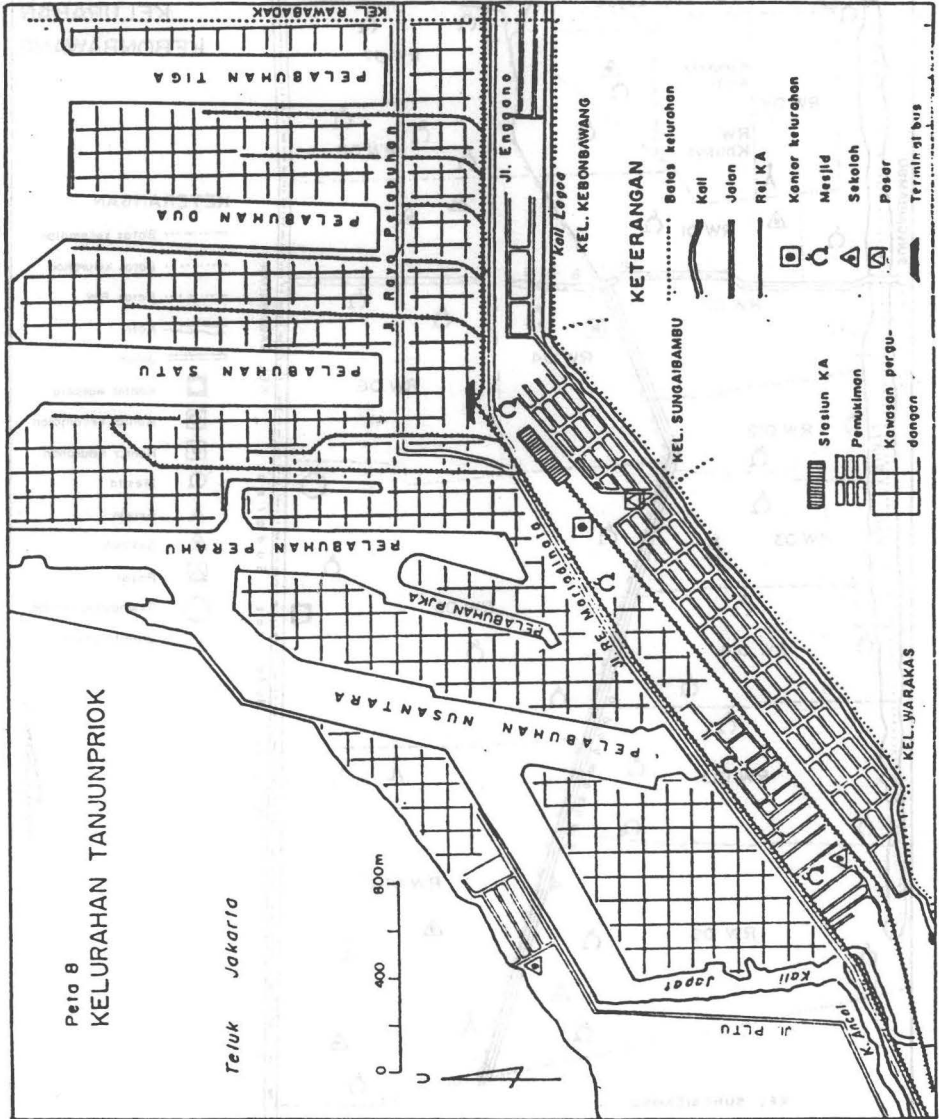 Peta 8
KELURAHAN TANJUNPRIOK
Teluk Jakarta
0 400 800m
U
PELABUHAN TIGA
PELABUHAN DUA
PELABUHAN SATU
PELABUHAN PERAHU
PELABUHAN PJKA
PELABUHAN NUSANTARA
KEL RAWABADAK
Jl. Raya Pelabuhan
Jl. Enggano
Kali Lagoa
KEL. KEBONBAWANG
KEL. SUNGAIBAMBU
KEL. WARAKAS
Jl. RE Martadinata
Kali Japat
Jl. PLTU
K. Ancol
KETERANGAN
Batas kelurahan
Kali
Jalan
Rel KA
Kantor kelurahan
Mesjid
Sekolah
Pasar
Terminal bus
Stasiun KA
Pemukiman
Kawasan pergu-
dangan